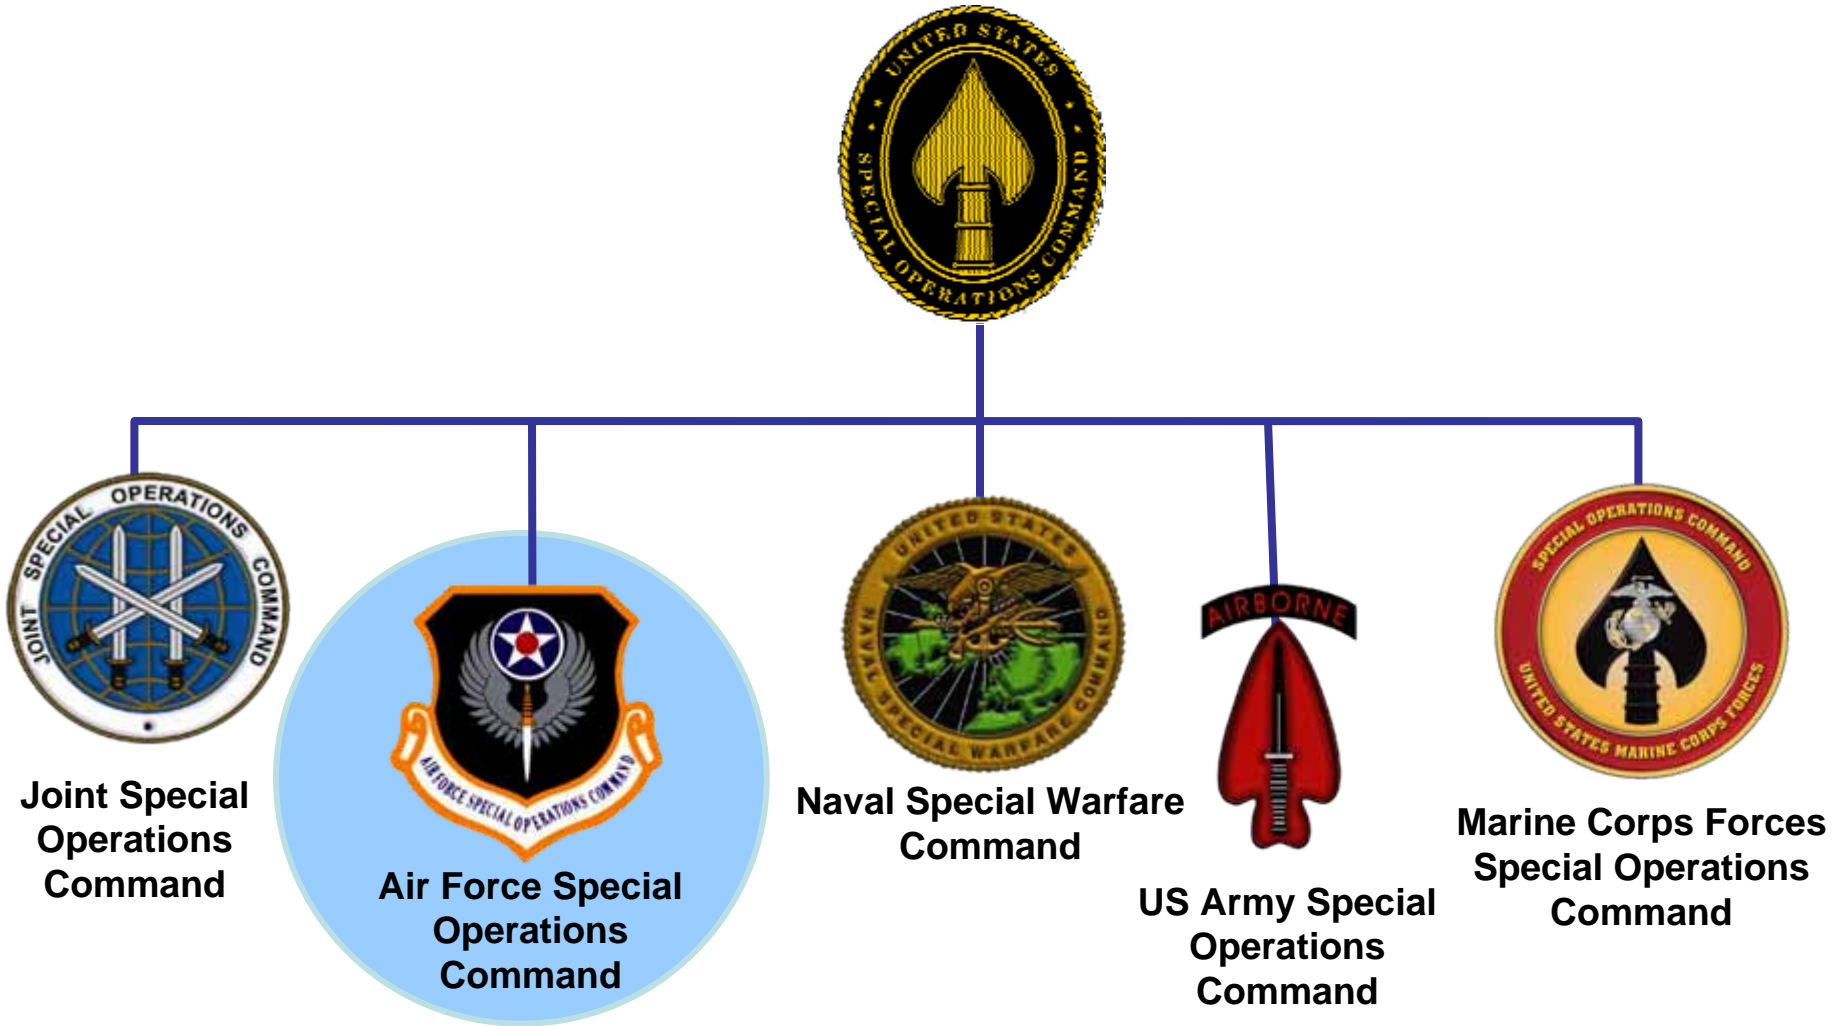 UNITED STATES
SPECIAL OPERATIONS COMMAND
JOINT SPECIAL OPERATIONS COMMAND
Joint Special
Operations
Command
AIR FORCE SPECIAL OPERATIONS COMMAND
Air Force Special
Operations
Command
UNITED STATES
NAVAL SPECIAL WARFARE COMMAND
Naval Special Warfare
Command
AIRBORNE
US Army Special
Operations
Command
SPECIAL OPERATIONS COMMAND
UNITED STATES MARINE CORPS FORCES
Marine Corps Forces
Special Operations
Command